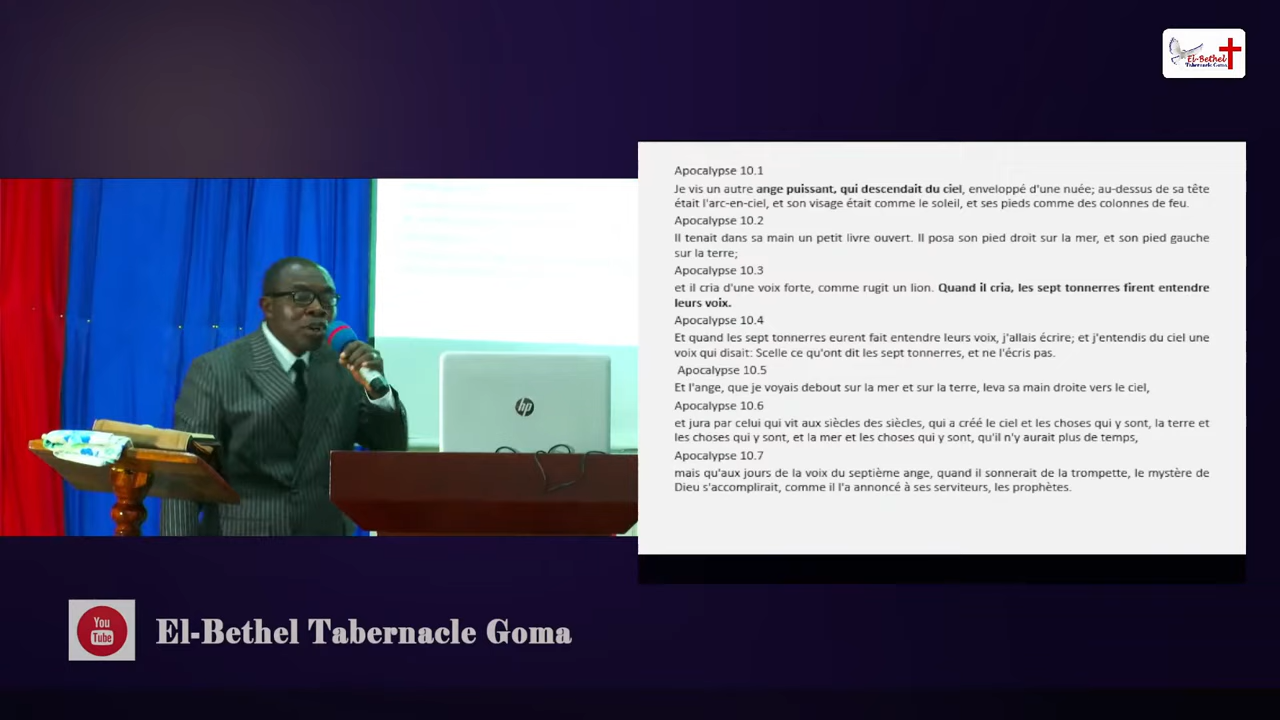 El-Bethel
Tabernacle Goma
Apocalypse 10.1
Je vis un autre ange puissant, qui descendait du ciel, enveloppé d'une nuée; au-dessus de sa tête
était l'arc-en-ciel, et son visage était comme le soleil, et ses pieds comme des colonnes de feu.
Apocalypse 10.2
Il tenait dans sa main un petit livre ouvert. Il posa son pied droit sur la mer, et son pied gauche
sur la terre;
Apocalypse 10.3
et il cria d'une voix forte, comme rugit un lion. Quand il cria, les sept tonnerres firent entendre
leurs voix.
Apocalypse 10.4
Et quand les sept tonnerres eurent fait entendre leurs voix, j'allais écrire; et j'entendis du ciel une
voix qui disait: Scelle ce qu'ont dit les sept tonnerres, et ne l'écris pas.
Apocalypse 10.5
Et l'ange, que je voyais debout sur la mer et sur la terre, leva sa main droite vers le ciel,
Apocalypse 10.6
et jura par celui qui vit aux siècles des siècles, qui a créé le ciel et les choses qui y sont, la terre et
les choses qui y sont, et la mer et les choses qui y sont, qu'il n'y aurait plus de temps,
Apocalypse 10.7
mais qu'aux jours de la voix du septième ange, quand il sonnerait de la trompette, le mystère de
Dieu s'accomplirait, comme il l'a annoncé à ses serviteurs, les prophètes.
hp
You
Tube
El-Bethel Tabernacle Goma